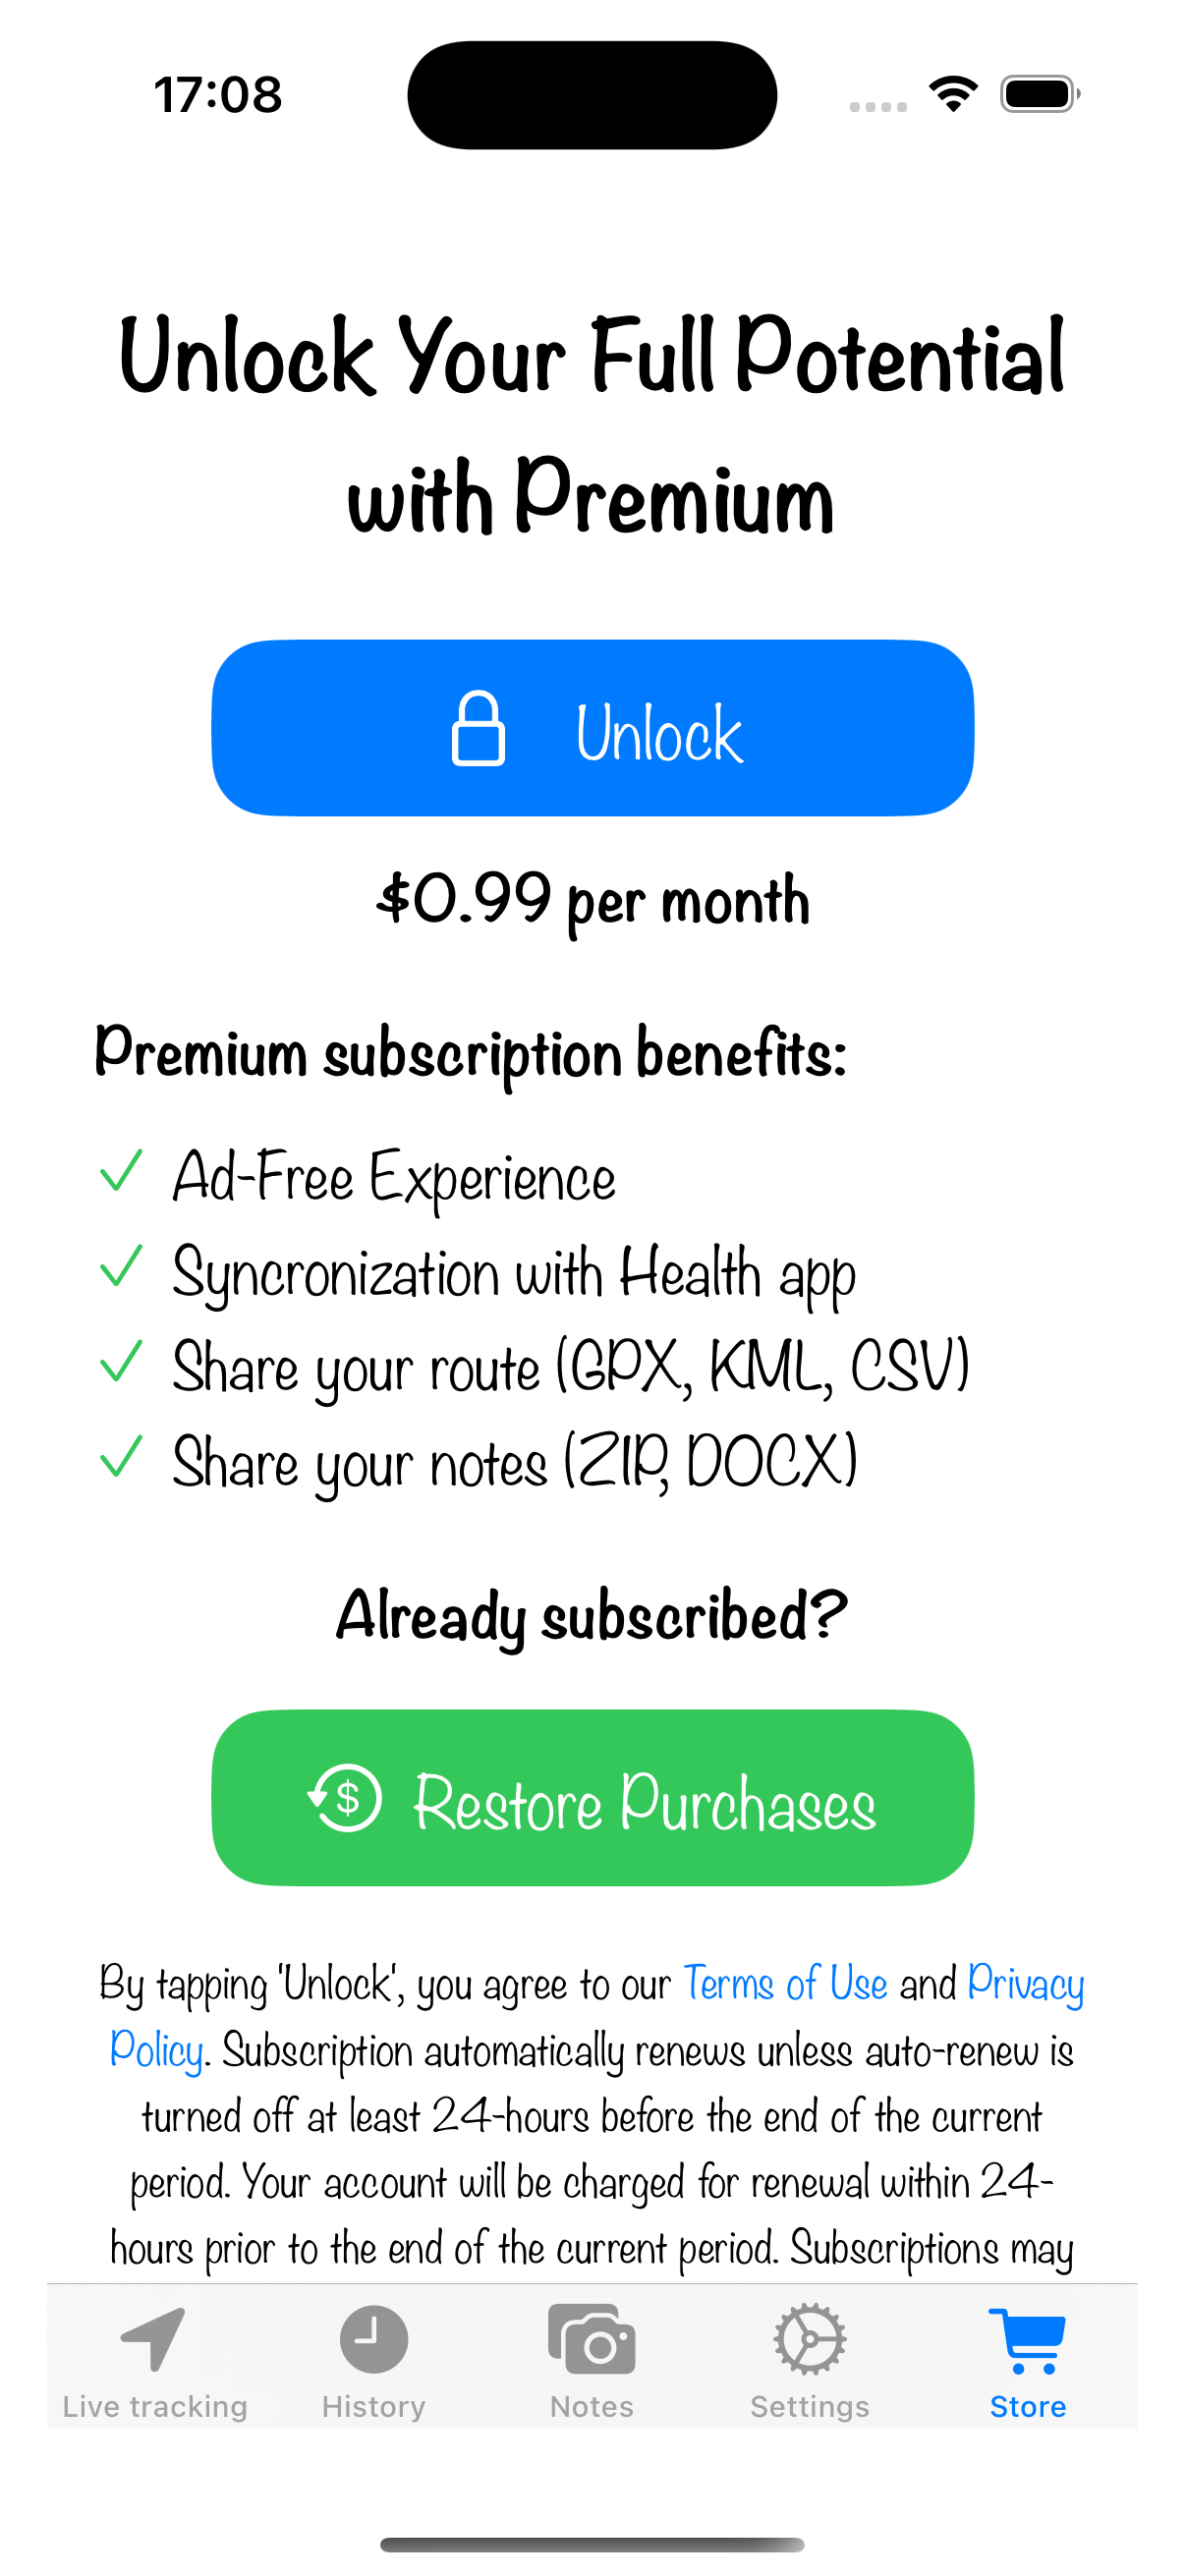 17:08
Unlock Your Full Potential
with Premium
Unlock
$0.99 per month
Premium subscription benefits:
Ad-Free Experience
Syncronization with Health app
Share your route (GPX, KML, CSV)
Share your notes (ZIP, DOCX)
Already subscribed?
$ Restore Purchases
By tapping 'Unlock', you agree to our Terms of Use and Privacy
Policy. Subscription automatically renews unless auto-renew is
turned off at least 24-hours before the end of the current
period. Your account will be charged for renewal within 24-
hours prior to the end of the current period. Subscriptions may
Live tracking History Notes Settings Store